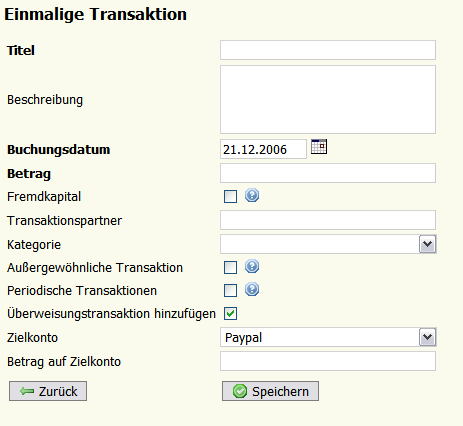 Einmalige Transaktion
Titel
Beschreibung
Buchungsdatum 21.12.2006
Betrag
Fremdkapital ?
Transaktionspartner
Kategorie
Außergewöhnliche Transaktion ?
Periodische Transaktionen ?
Überweisungstransaktion hinzufügen
Zielkonto Paypal
Betrag auf Zielkonto
Zurück Speichern